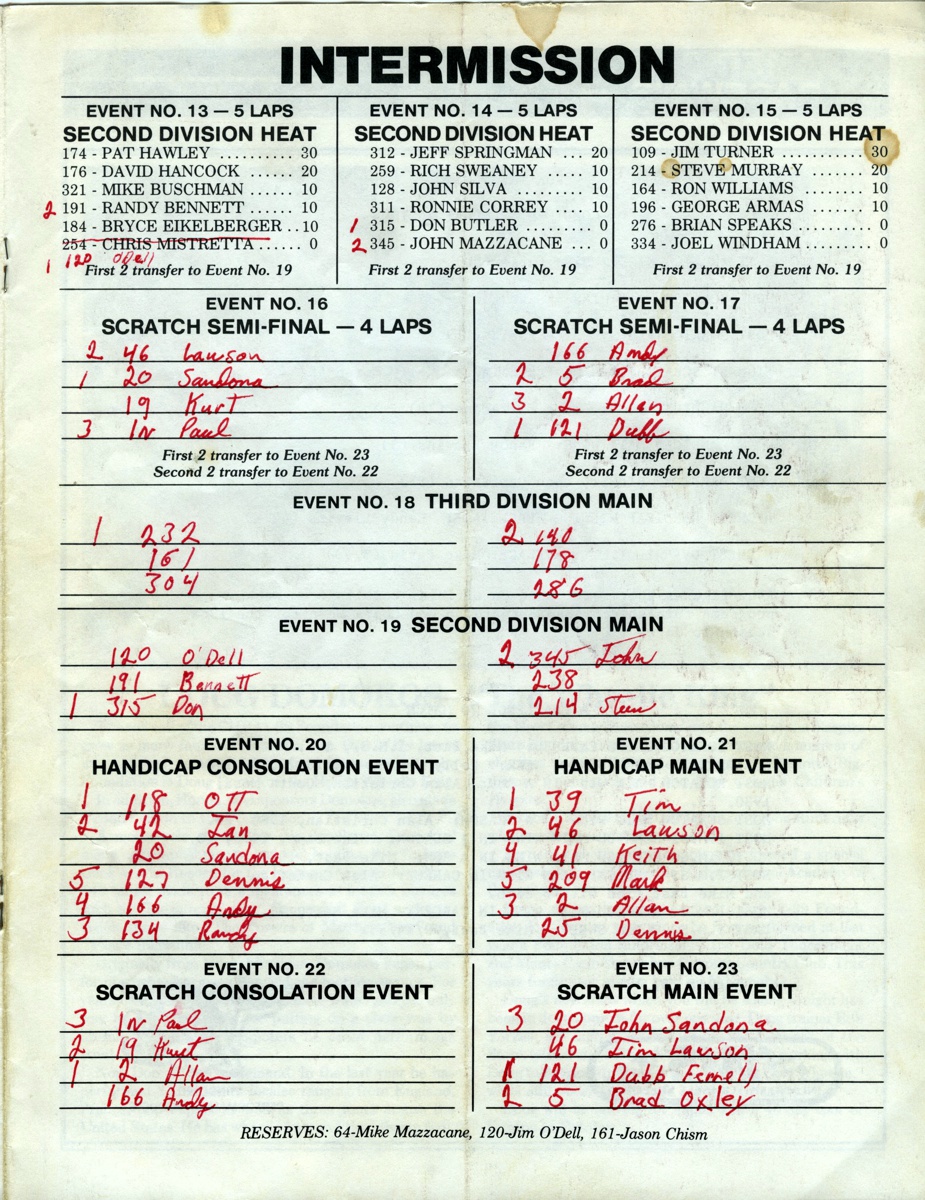 INTERMISSION
EVENT NO. 13 — 5 LAPS
SECOND DIVISION HEAT
174 - PAT HAWLEY .......... 30
176 - DAVID HANCOCK ...... 20
321 - MIKE BUSCHMAN ...... 10
2 191 - RANDY BENNETT ...... 10
184 - BRYCE EIKELBERGER .. 10
254 - CHRIS MISTRETTA ..... 0
1 120 O'Dell
First 2 transfer to Event No. 19
EVENT NO. 14 — 5 LAPS
SECOND DIVISION HEAT
312 - JEFF SPRINGMAN ... 20
259 - RICH SWEANEY ..... 10
128 - JOHN SILVA ......... 10
311 - RONNIE CORREY .... 10
1 315 - DON BUTLER ......... 0
2 345 - JOHN MAZZACANE ... 0
First 2 transfer to Event No. 19
EVENT NO. 15 — 5 LAPS
SECOND DIVISION HEAT
109 - JIM TURNER .......... 30
214 - STEVE MURRAY ....... 20
164 - RON WILLIAMS ....... 10
196 - GEORGE ARMAS ...... 10
276 - BRIAN SPEAKS ........ 0
334 - JOEL WINDHAM ....... 0
First 2 transfer to Event No. 19
EVENT NO. 16
SCRATCH SEMI-FINAL — 4 LAPS
2 46 Lawson
1 20 Sandona
19 Kurt
3 1N Paul
First 2 transfer to Event No. 23
Second 2 transfer to Event No. 22
EVENT NO. 17
SCRATCH SEMI-FINAL — 4 LAPS
166 Andy
2 5 Brad
3 2 Allan
1 121 Dubb
First 2 transfer to Event No. 23
Second 2 transfer to Event No. 22
EVENT NO. 18 THIRD DIVISION MAIN
1 232
161
304
2 140
178
286
EVENT NO. 19 SECOND DIVISION MAIN
120 O'Dell
191 Bennett
1 315 Don
2 345 John
238
214 Steve
EVENT NO. 20
HANDICAP CONSOLATION EVENT
1 118 OTT
2 42 Ian
20 Sandona
5 127 Dennis
4 166 Andy
3 134 Randy
EVENT NO. 21
HANDICAP MAIN EVENT
1 39 Tim
2 46 Lawson
4 41 Keith
5 209 Mark
3 2 Allan
25 Dennis
EVENT NO. 22
SCRATCH CONSOLATION EVENT
3 1N Paul
2 19 Kurt
1 2 Allan
166 Andy
EVENT NO. 23
SCRATCH MAIN EVENT
3 20 John Sandona
46 Jim Lawson
1 121 Dubb Ferrell
2 5 Brad Oxley
RESERVES: 64-Mike Mazzacane, 120-Jim O'Dell, 161-Jason Chism